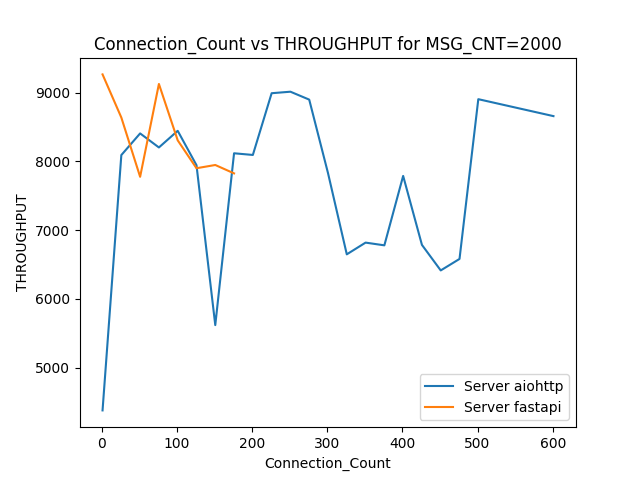 Connection_Count vs THROUGHPUT for MSG_CNT=2000
THROUGHPUT
9000
8000
7000
6000
5000
0
100
200
300
400
500
600
Connection_Count
Server aiohttp
Server fastapi